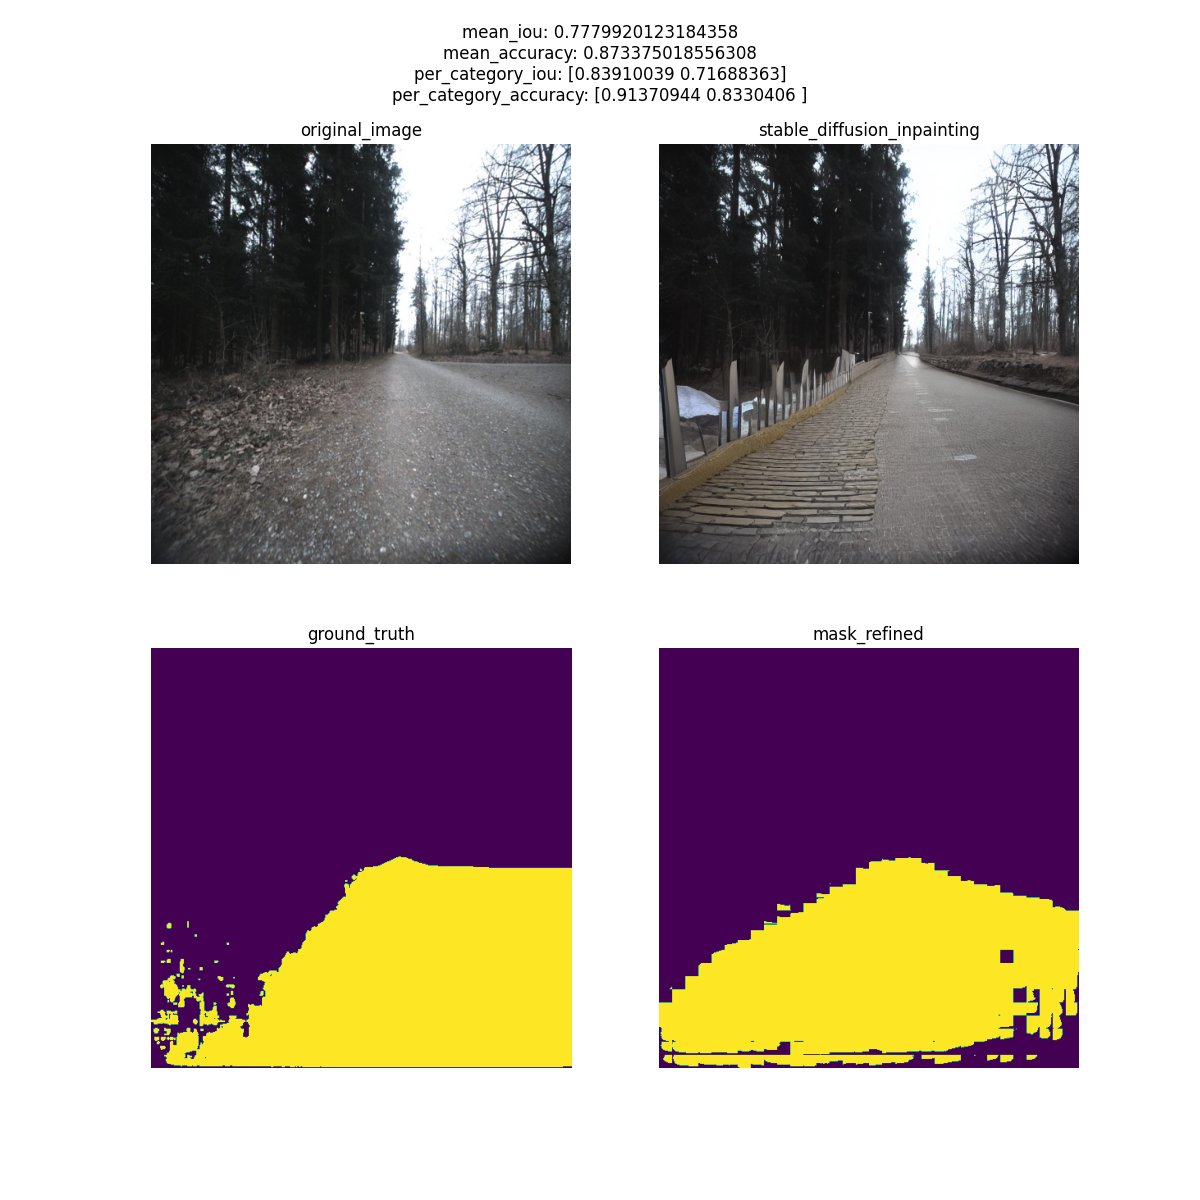 mean_iou: 0.7779920123184358
mean_accuracy: 0.873375018556308
per_category_iou: [0.83910039 0.71688363]
per_category_accuracy: [0.91370944 0.8330406 ]
original_image
stable_diffusion_inpainting
ground_truth
mask_refined